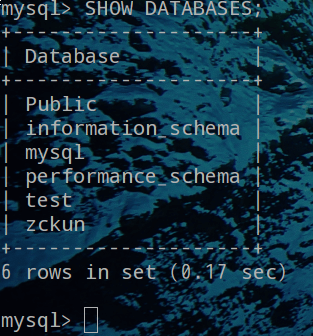 mysql> SHOW DATABASES;
+--------------------+
| Database           |
+--------------------+
| Public             |
| information_schema |
| mysql              |
| performance_schema |
| test               |
| zckun              |
+--------------------+
6 rows in set (0.17 sec)
mysql>